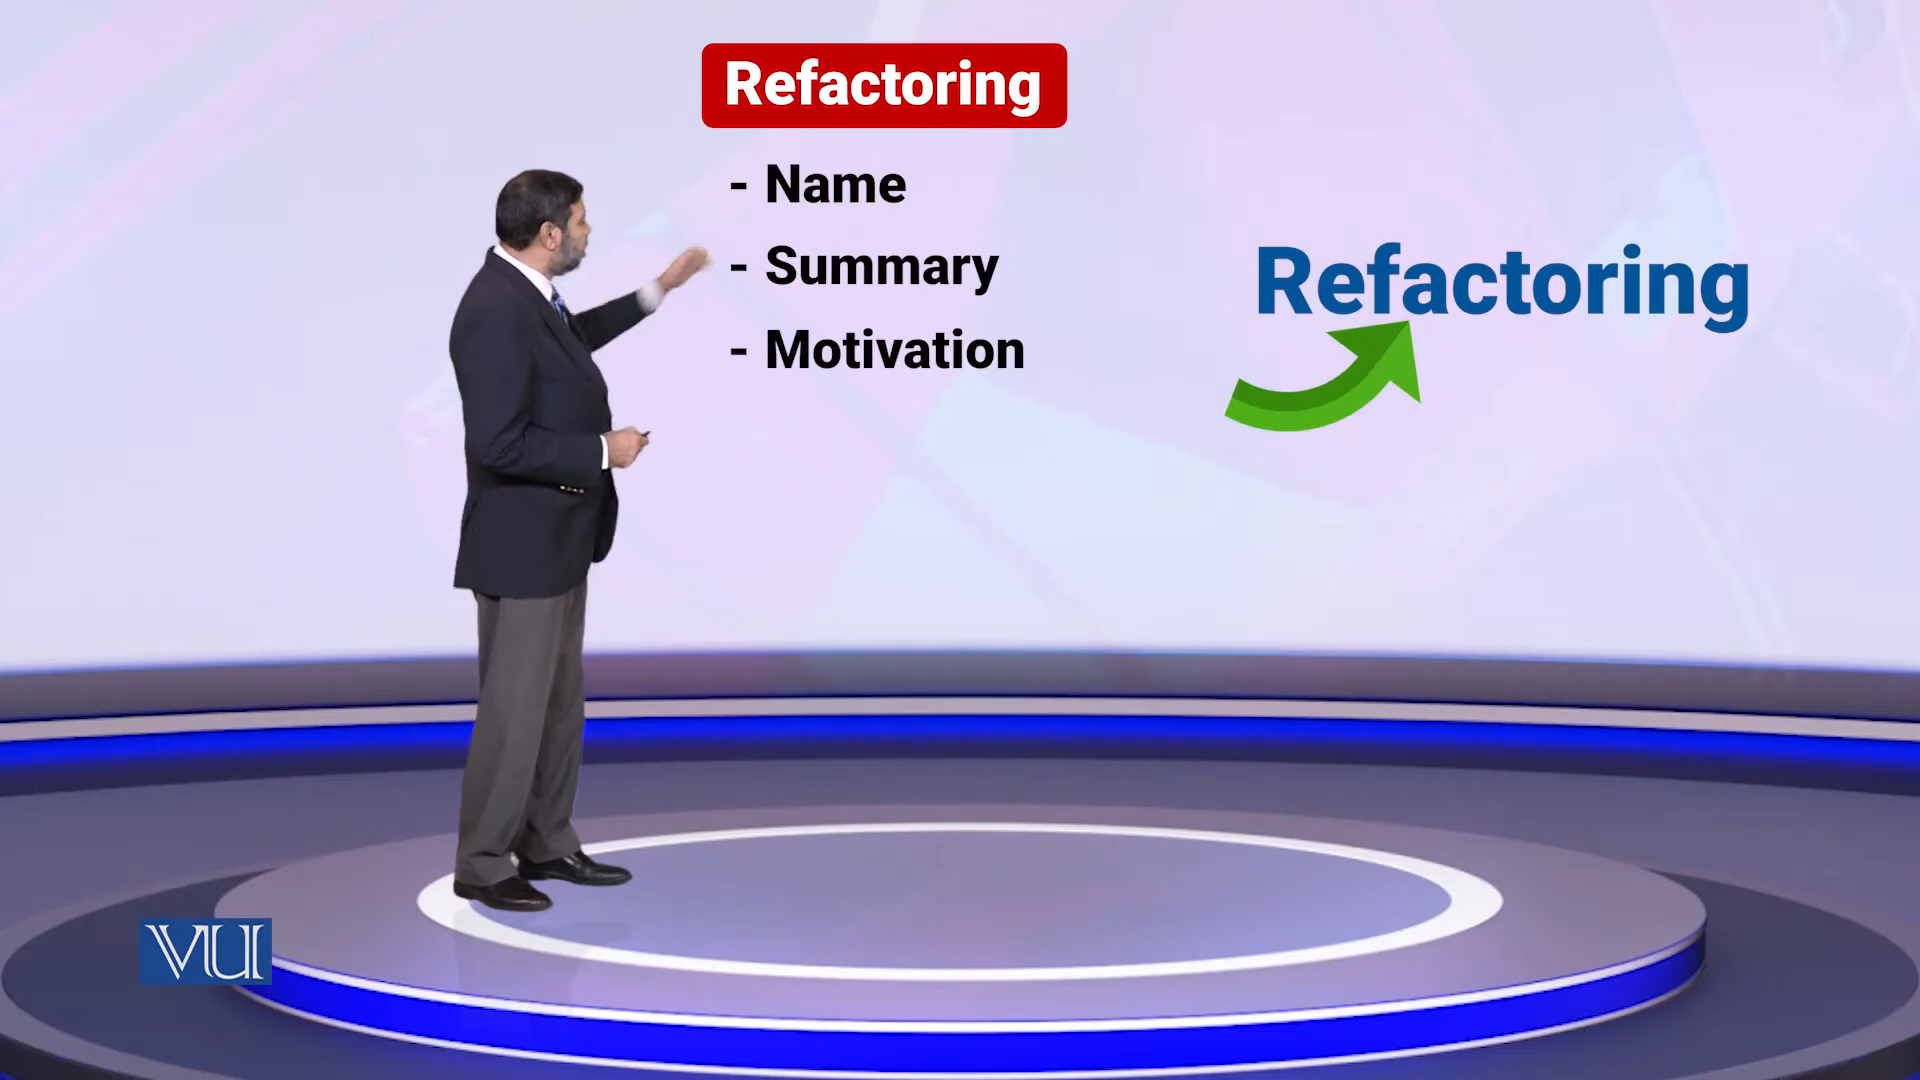 Refactoring
- Name
- Summary
- Motivation
Refactoring
VU